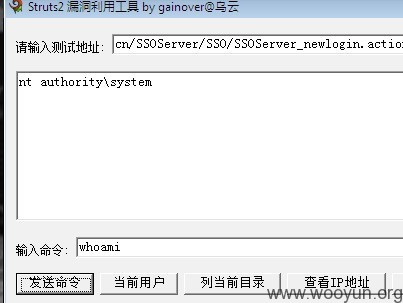 Struts2 漏洞利用工具 by gainover@乌云
请输入测试地址: cn/SSOServer/SSO/SSOServer_newlogin.action
nt authority\system
输入命令: whoami
发送命令 当前用户 列当前目录 查看IP地址
www.wooyun.org